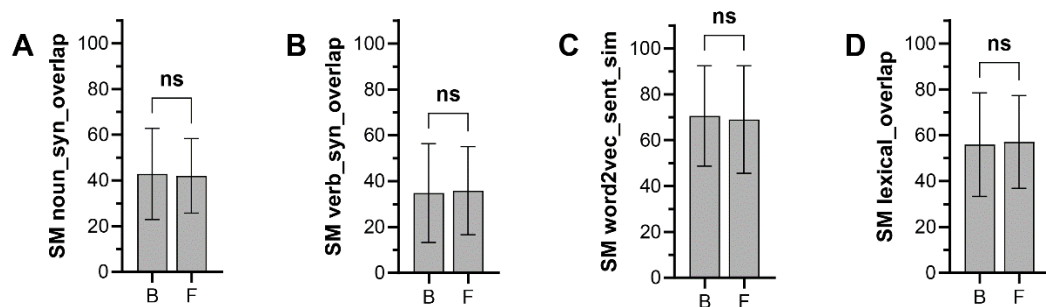 A
SM noun_syn_overlap
100
80
60
40
20
0
ns
B
F
B
SM verb_syn_overlap
100
80
60
40
20
0
ns
B
F
C
SM word2vec_sent_sim
100
80
60
40
20
0
ns
B
F
D
SM lexical_overlap
100
80
60
40
20
0
ns
B
F